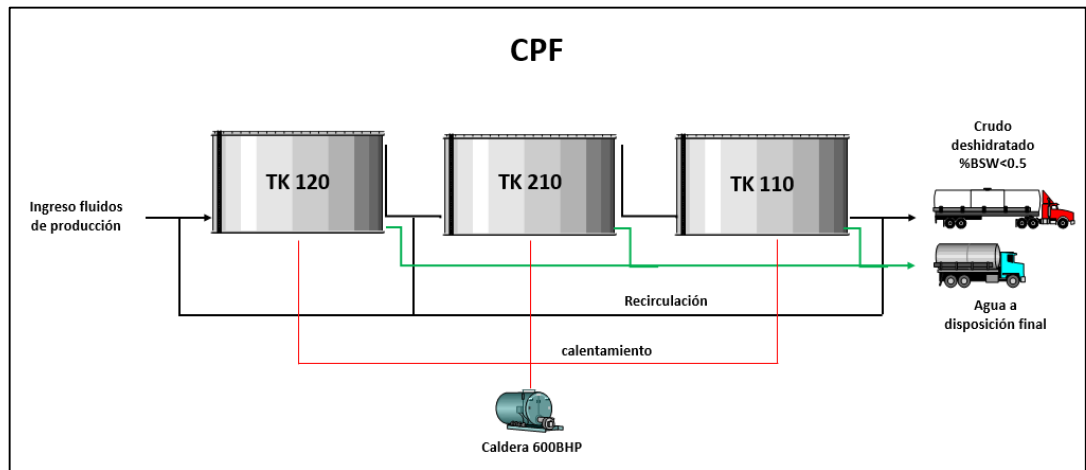 CPF
Ingreso fluidos
de producción
TK 120
TK 210
TK 110
Crudo
deshidratado
%BSW<0.5
Recirculación
Agua a
disposición final
calentamiento
Caldera 600BHP